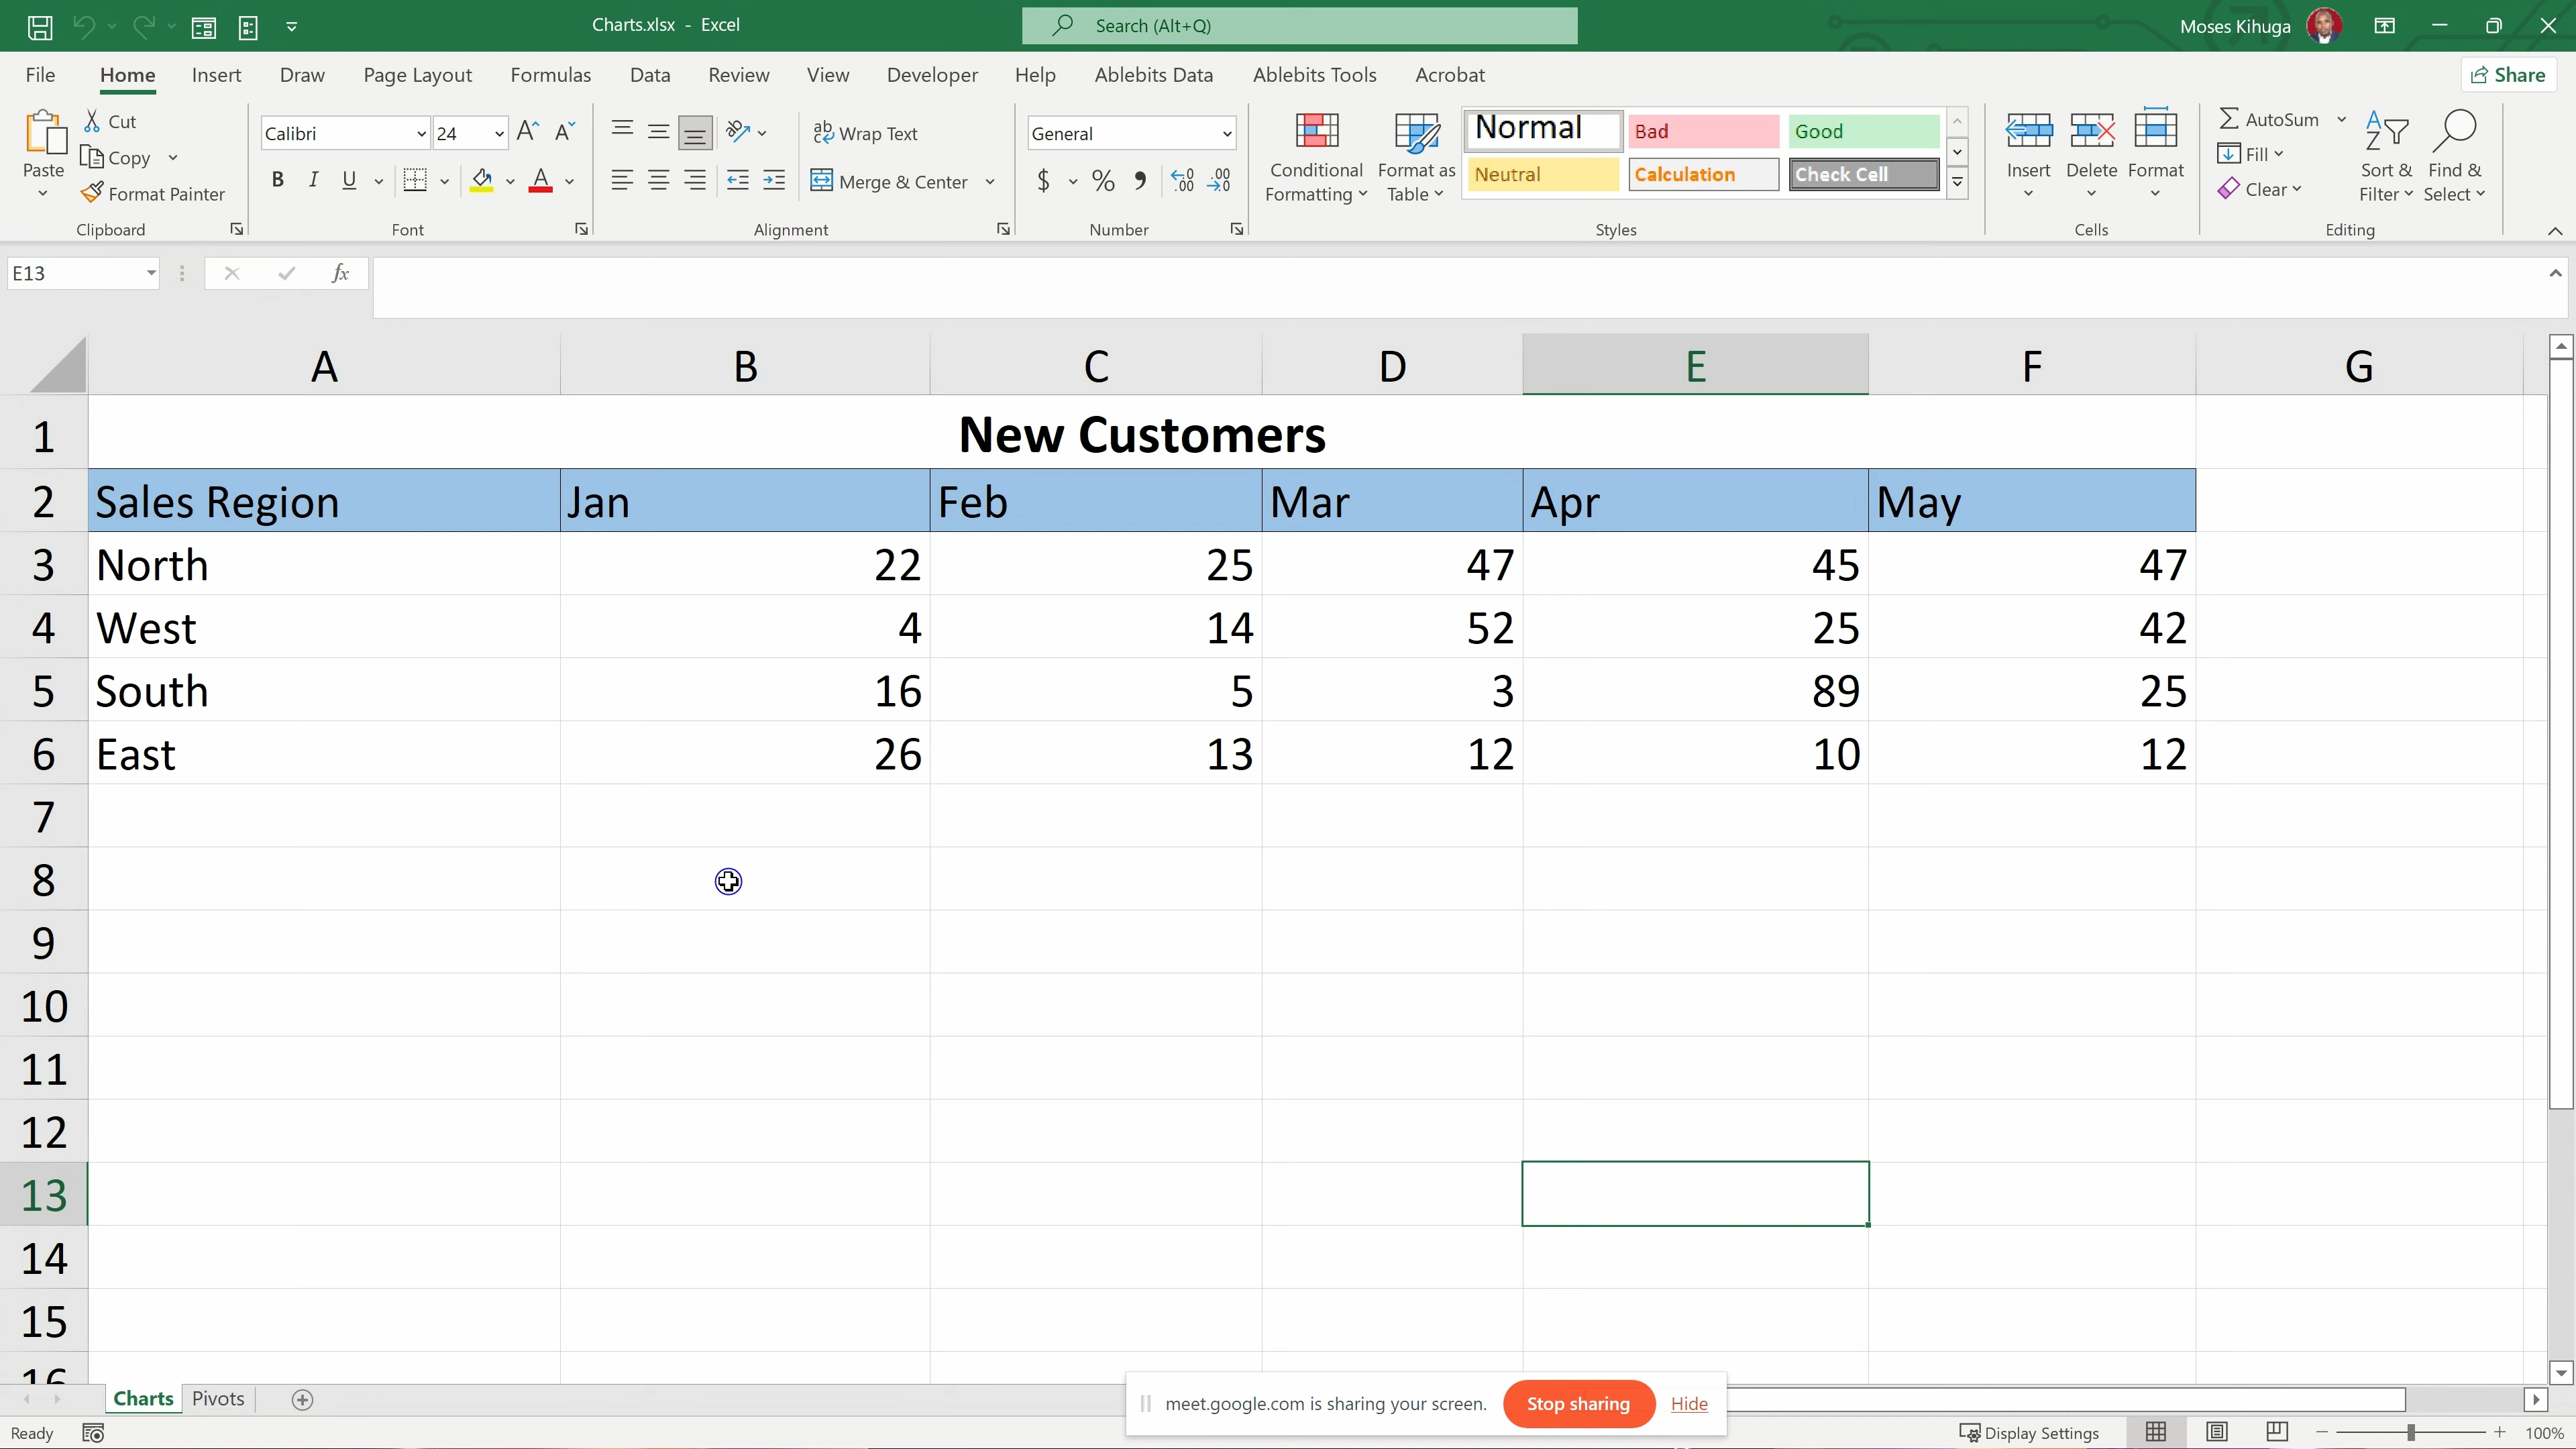 Charts.xlsx - Excel
Search (Alt+Q)
Moses Kihuga
File Home Insert Draw Page Layout Formulas Data Review View Developer Help Ablebits Data Ablebits Tools Acrobat
Share
Paste
Cut
Copy
Format Painter
Clipboard
Calibri 24
B I U
Font
Wrap Text
Merge & Center
Alignment
General
$ % ,
Number
Conditional
Formatting
Format as
Table
Normal Bad Good
Neutral Calculation Check Cell
Styles
Insert Delete Format
Cells
AutoSum
Fill
Clear
Sort &
Filter
Find &
Select
Editing
E13
fx
A B C D E F G
1 New Customers
2 Sales Region Jan Feb Mar Apr May
3 North 22 25 47 45 47
4 West 4 14 52 25 42
5 South 16 5 3 89 25
6 East 26 13 12 10 12
7
8
9
10
11
12
13
14
15
16
Charts Pivots
meet.google.com is sharing your screen. Stop sharing Hide
Ready
Display Settings
100%